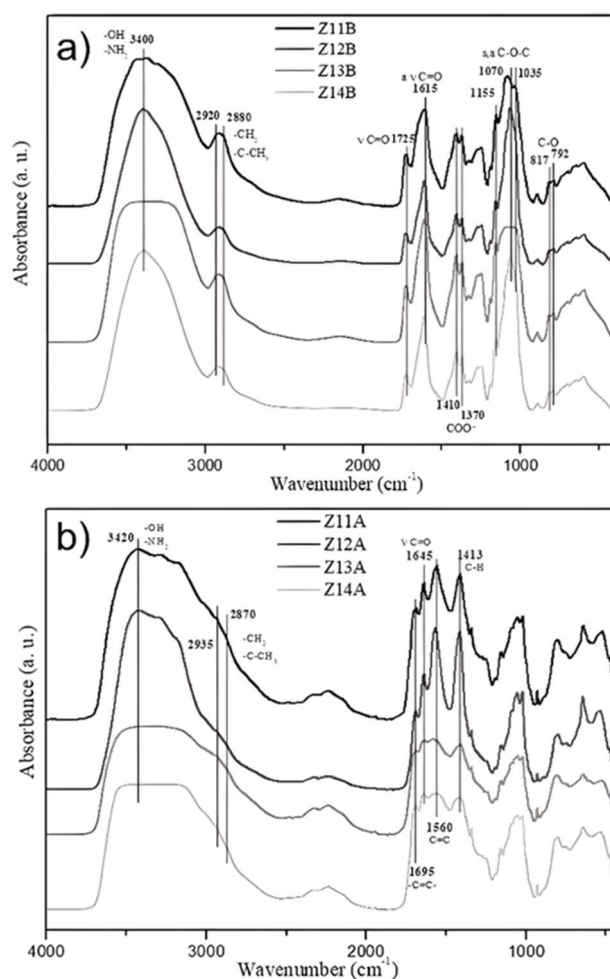 a)
-OH
-NH₂
3400
Z11B
Z12B
Z13B
Z14B
2920
2880
-CH₂
-C-CH₃
ν C=O
1725
a ν C=O
1615
s,a C-O-C
1070
1035
1155
C-O
817
792
1410
1370
COO⁻
Absorbance (a. u.)
4000
3000
2000
1000
Wavenumber (cm⁻¹)
b)
3420
-OH
-NH₂
Z11A
Z12A
Z13A
Z14A
2935
2870
-CH₂
-C-CH₃
ν C=O
1645
1413
C-H
1560
C=C
1695
-C=C-
Absorbance (a. u.)
4000
3000
2000
1000
Wavenumber (cm⁻¹)